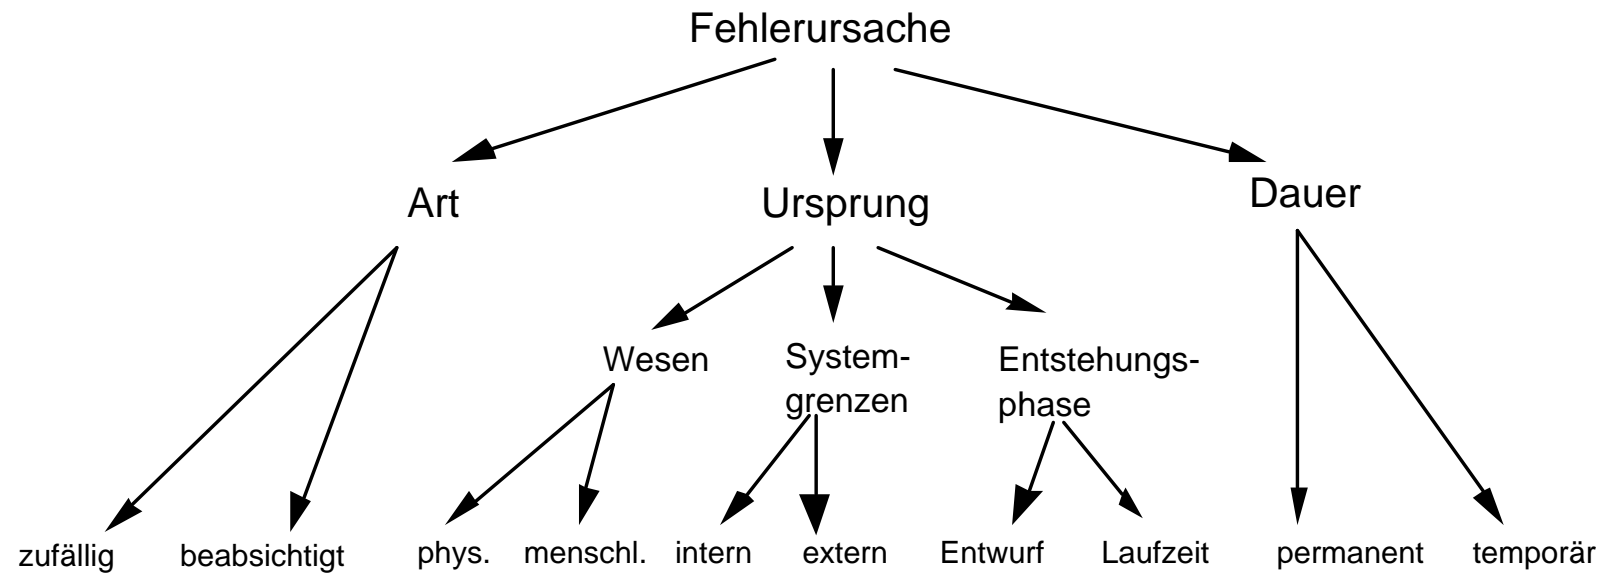 Fehlerursache
Art
Ursprung
Dauer
Wesen
System-
grenzen
Entstehungs-
phase
zufällig
beabsichtigt
phys.
menschl.
intern
extern
Entwurf
Laufzeit
permanent
temporär